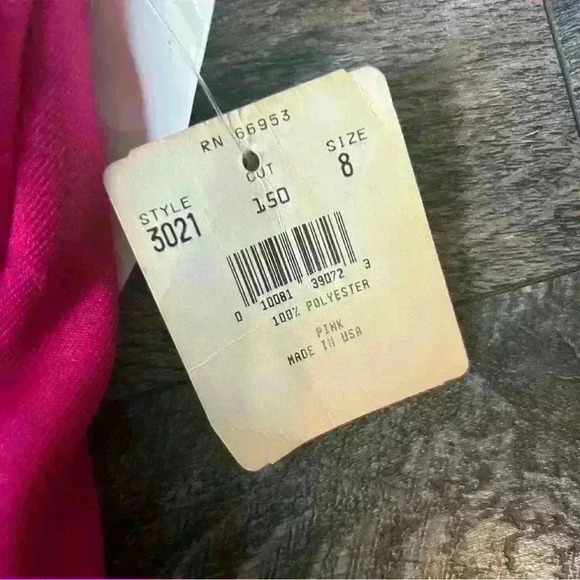 RN 66953
CUT SIZE
STYLE 150 8
3021
0 10081 39072 3
100% POLYESTER
PINK
MADE IN USA